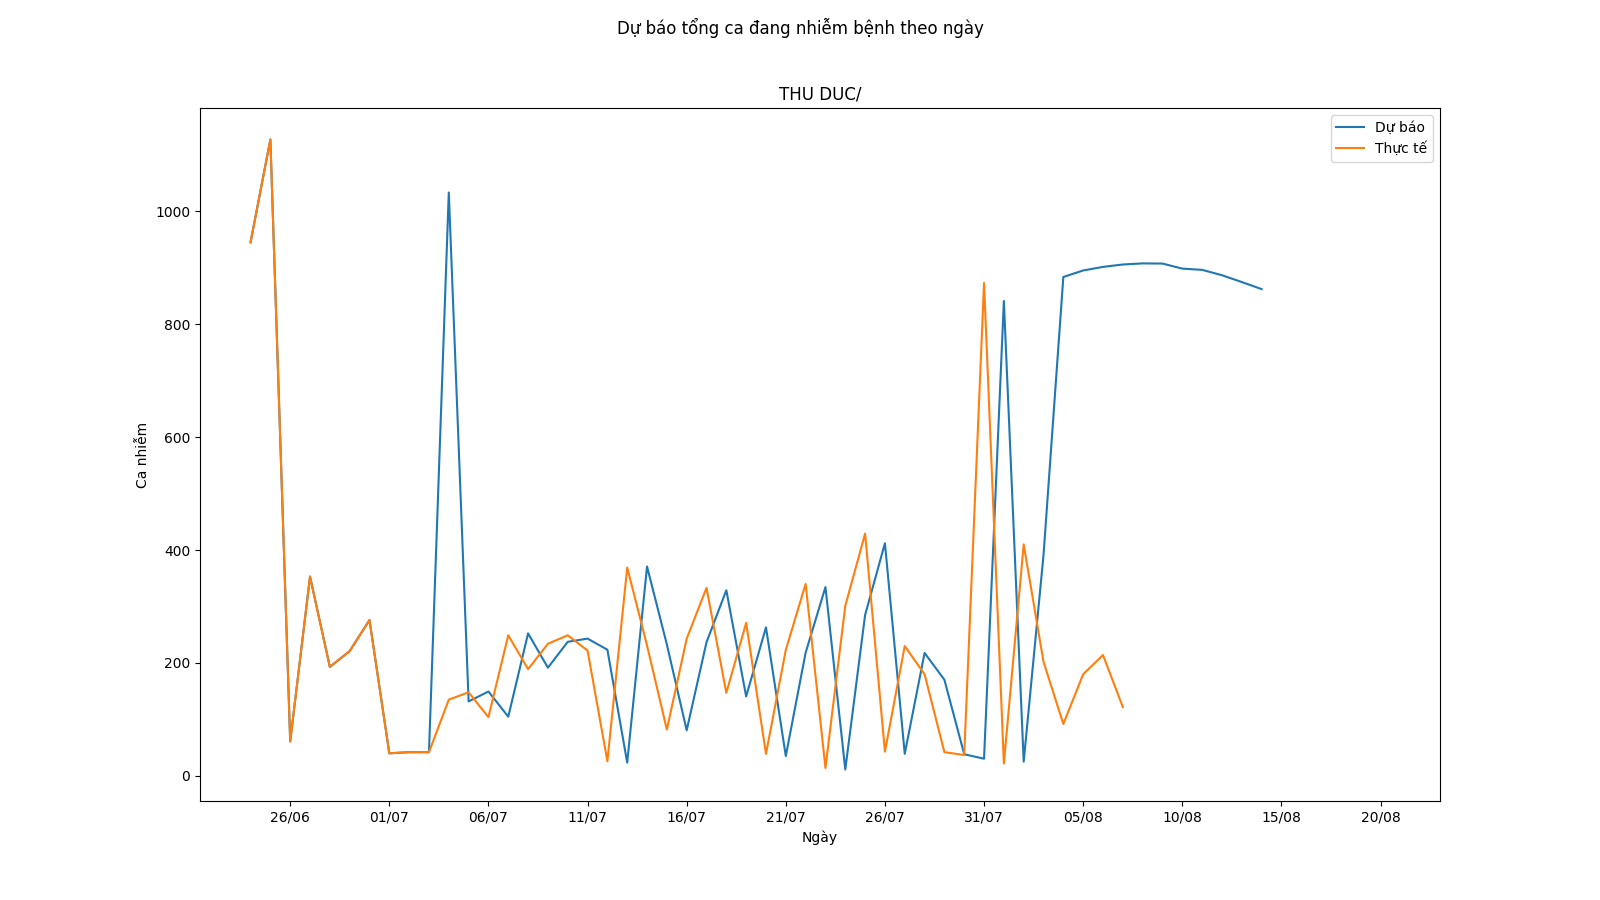 Dự báo tổng ca đang nhiễm bệnh theo ngày
THU DUC/
Dự báo
Thực tế
1000
800
600
400
200
0
Ca nhiễm
26/06 01/07 06/07 11/07 16/07 21/07 26/07 31/07 05/08 10/08 15/08 20/08
Ngày